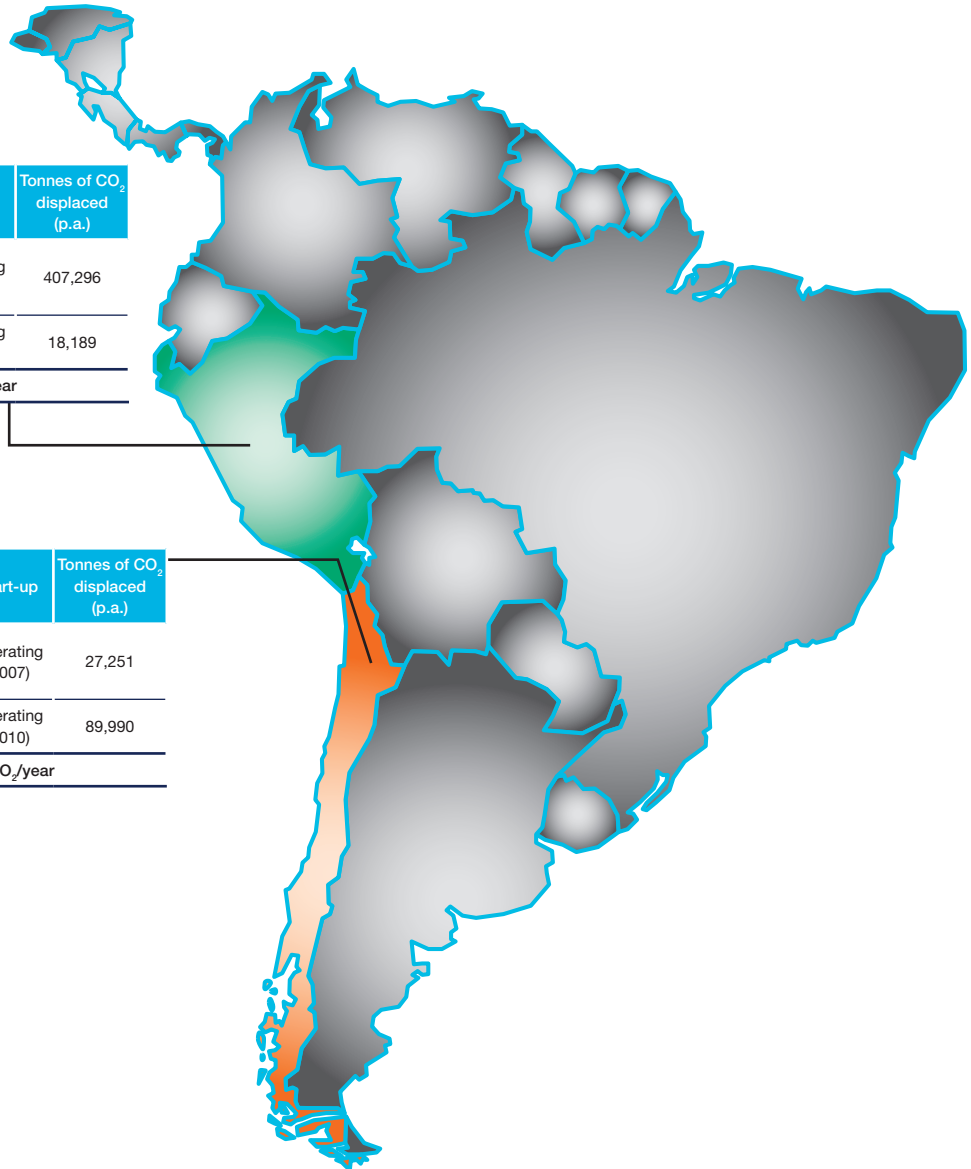 Tonnes of CO₂
displaced
(p.a.)
g
407,296
g
18,189
ear
Tonnes of CO₂
art-up
displaced
(p.a.)
erating
27,251
007)
erating
89,990
010)
O₂/year